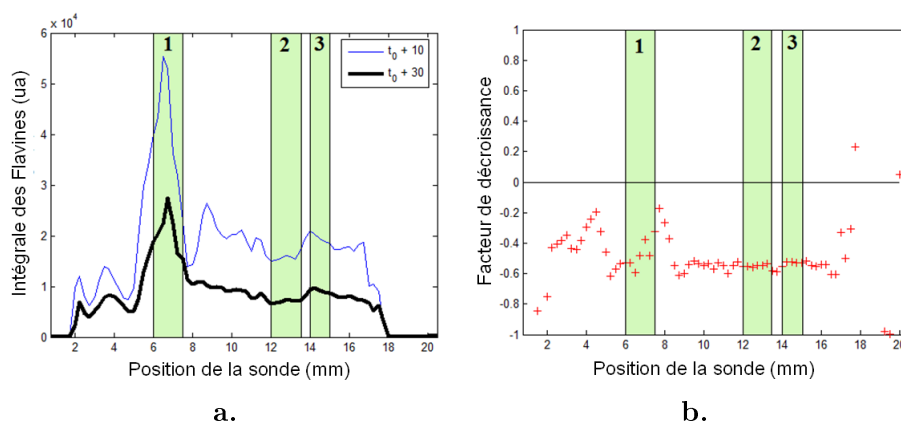 x 10⁴
6
5
4
3
2
1
0
Intégrale des Flavines (ua)
1
2
3
t₀ + 10
t₀ + 30
2 4 6 8 10 12 14 16 18 20
Position de la sonde (mm)
a.
1
0.8
0.6
0.4
0.2
0
-0.2
-0.4
-0.6
-0.8
-1
Facteur de décroissance
1
2
3
2 4 6 8 10 12 14 16 18 20
Position de la sonde (mm)
b.